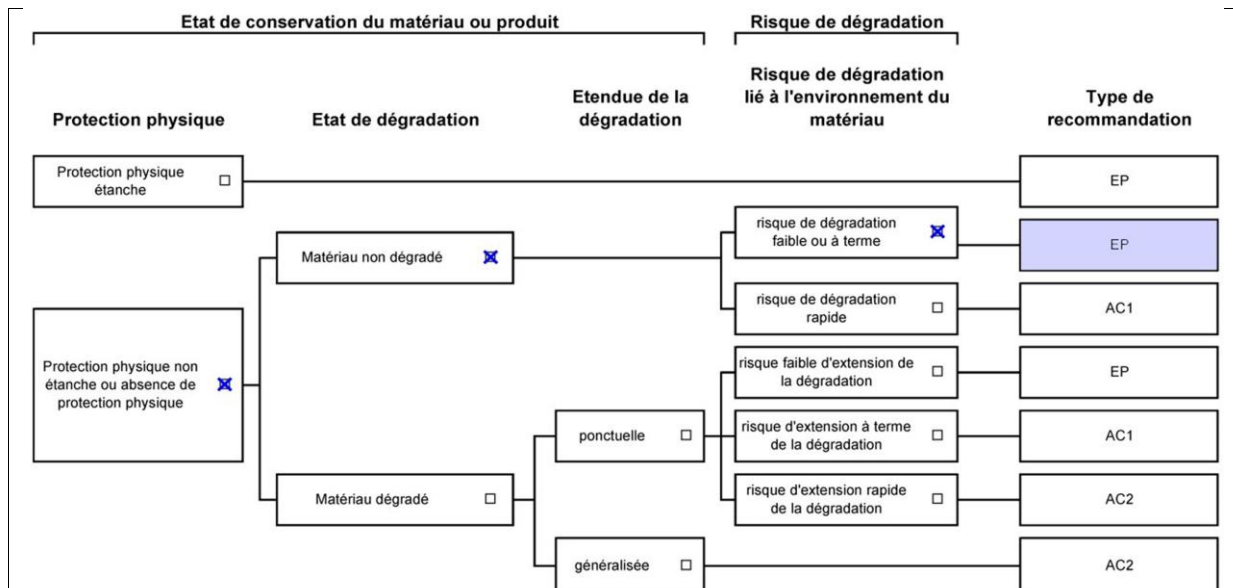 Etat de conservation du matériau ou produit
Risque de dégradation
Protection physique
Etat de dégradation
Etendue de la
dégradation
Risque de dégradation
lié à l'environnement du
matériau
Type de
recommandation
Protection physique
étanche
EP
risque de dégradation
faible ou à terme
EP
Matériau non dégradé
risque de dégradation
rapide
AC1
Protection physique non
étanche ou absence de
protection physique
risque faible d'extension de
la dégradation
EP
ponctuelle
risque d'extension à terme
de la dégradation
AC1
Matériau dégradé
risque d'extension rapide
de la dégradation
AC2
généralisée
AC2